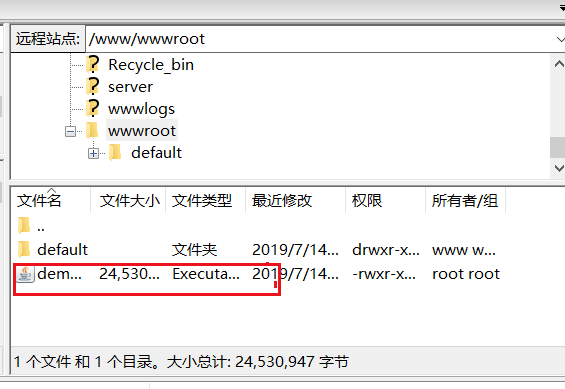 远程站点: /www/wwwroot
? Recycle_bin
? server
? wwwlogs
wwwroot
default
文件名 文件大小 文件类型 最近修改 权限 所有者/组
..
default 文件夹 2019/7/14... drwxr-x... www w...
dem... 24,530... Executa... 2019/7/14... -rwxr-x... root root
1 个文件 和 1 个目录。大小总计: 24,530,947 字节